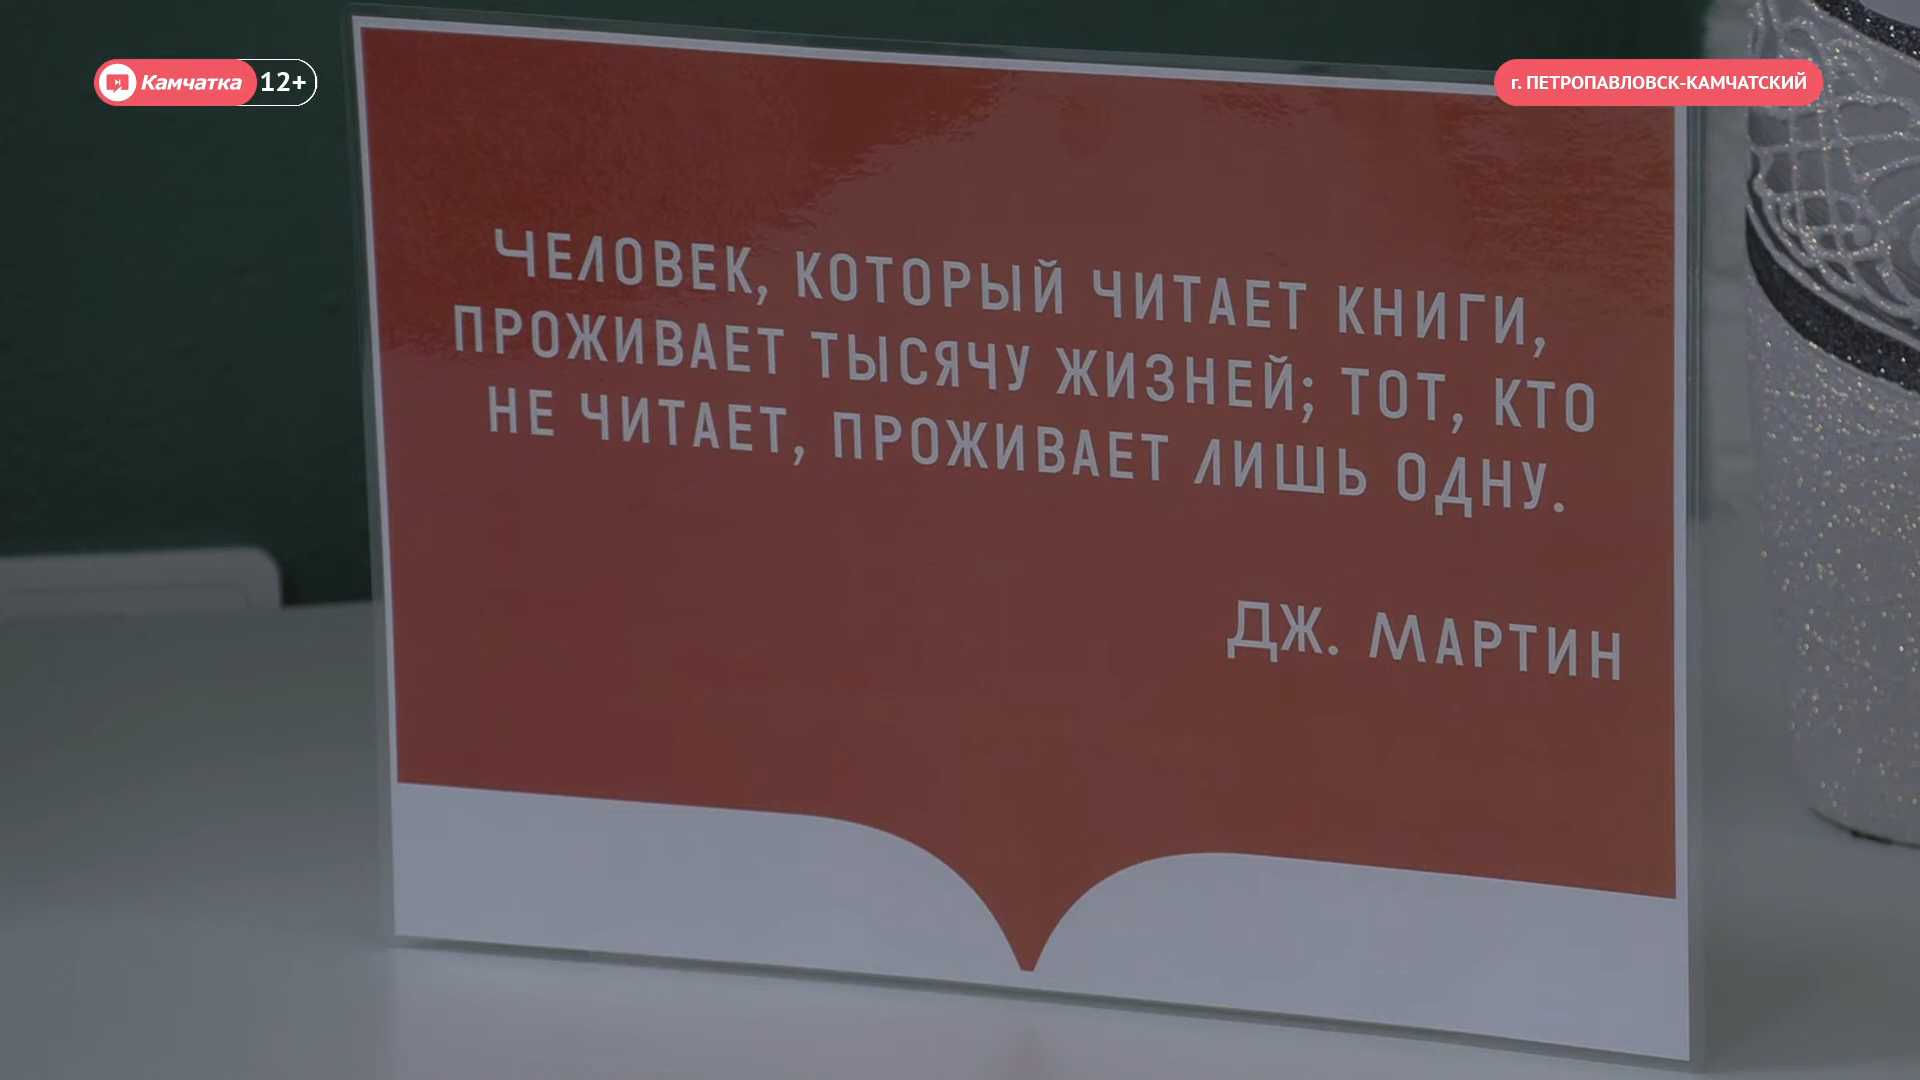 Камчатка 12+
г. ПЕТРОПАВЛОВСК-КАМЧАТСКИЙ
ЧЕЛОВЕК, КОТОРЫЙ ЧИТАЕТ КНИГИ,
ПРОЖИВАЕТ ТЫСЯЧУ ЖИЗНЕЙ; ТОТ, КТО
НЕ ЧИТАЕТ, ПРОЖИВАЕТ ЛИШЬ ОДНУ.
ДЖ. МАРТИН